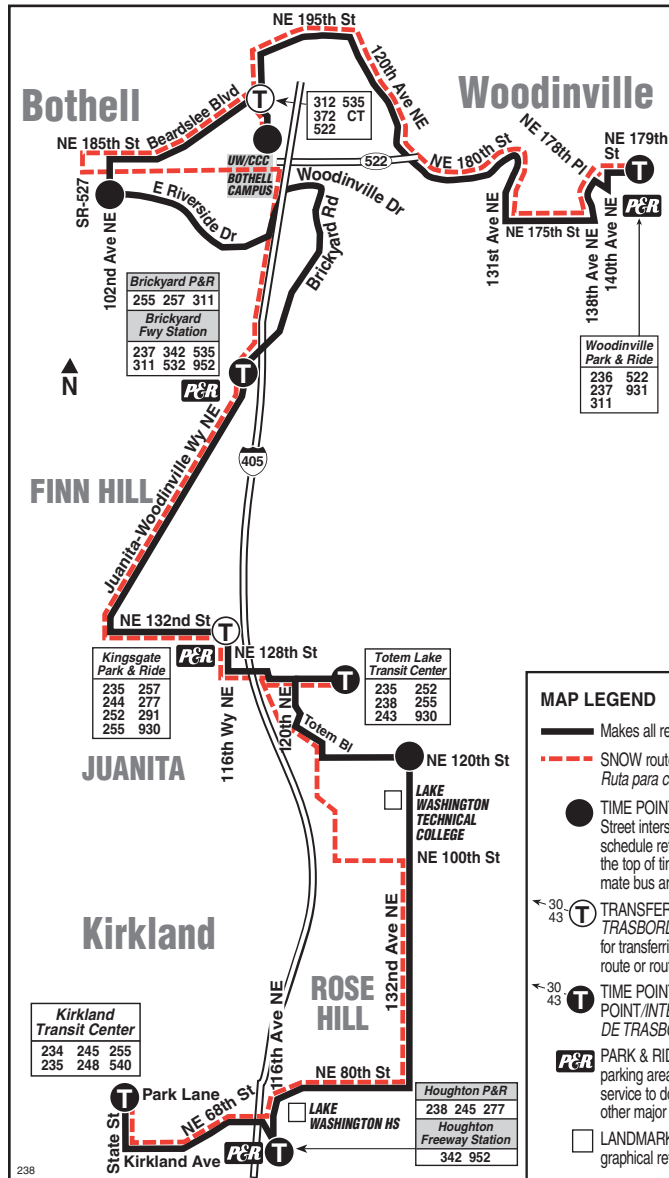 NE 195th St
120th Ave NE
Bothell
Woodinville
Beardslee Blvd
T
312 535
372 CT
522
NE 185th St
UW/CCC
BOTHELL
CAMPUS
522
NE 180th St
NE 178th Pl
NE 179th
St
T
P&R
SR-527
E Riverside Dr
Woodinville Dr
Brickyard Rd
102nd Ave NE
131st Ave NE
NE 175th St
138th Ave NE
140th Ave NE
Brickyard P&R
255 257 311
Brickyard
Fwy Station
237 342 535
311 532 952
T
P&R
Woodinville
Park & Ride
236 522
237 931
311
N
405
FINN HILL
Juanita-Woodinville Wy NE
NE 132nd St
T
P&R
NE 128th St
Kingsgate
Park & Ride
235 257
244 277
252 291
255 930
116th Wy NE
120th NE
T
Totem Lake
Transit Center
235 252
238 255
243 930
Totem Bl
JUANITA
NE 120th St
LAKE
WASHINGTON
TECHNICAL
COLLEGE
NE 100th St
Kirkland
132nd Ave NE
ROSE
HILL
116th Ave NE
Kirkland
Transit Center
234 245 255
235 248 540
T
Park Lane
State St
NE 68th St
Kirkland Ave
NE 80th St
LAKE
WASHINGTON HS
P&R
T
Houghton P&R
238 245 277
Houghton
Freeway Station
342 952
238
MAP LEGEND
Makes all re
SNOW route
Ruta para c
TIME POIN
Street inters
schedule re
the top of tin
mate bus ar
30
43
T
TRANSFER
TRASBORD
for transferri
route or rout
30
43
T
TIME POIN
POINT/INTE
DE TRASBO
P&R
PARK & RID
parking area
service to do
other major
LANDMARK
graphical re